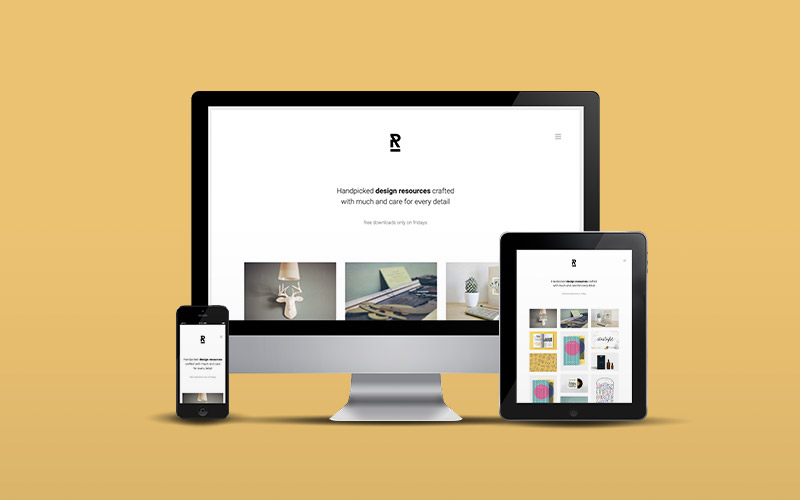 R
Handpicked design resources crafted
with much and care for every detail
free downloads only on fridays
R
Handpicked design resources
crafted with much and care
for every detail
R
Handpicked design resources crafted
with much and care for every detail